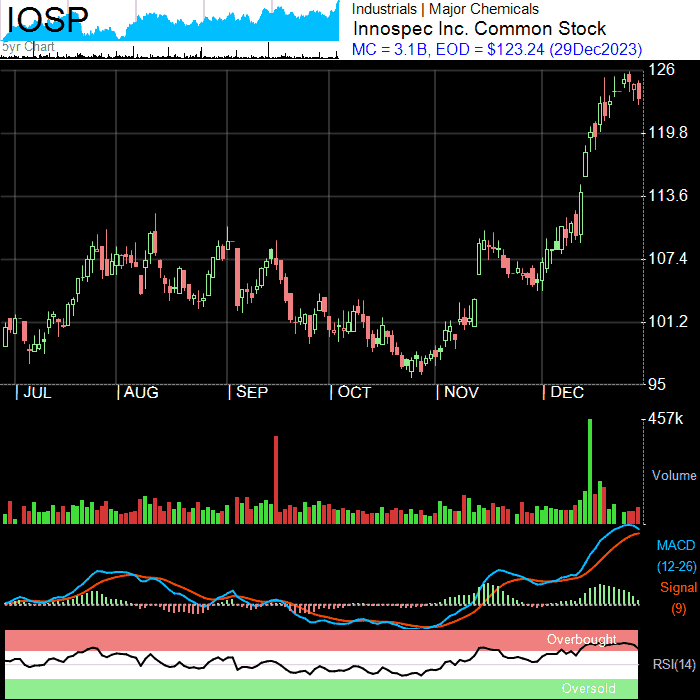 IOSP
5yr Chart
Industrials | Major Chemicals
Innospec Inc. Common Stock
MC = 3.1B, EOD = $123.24 (29Dec2023)
126
119.8
113.6
107.4
101.2
95
JUL
AUG
SEP
OCT
NOV
DEC
457k
Volume
MACD
(12-26)
Signal
(9)
Overbought
RSI(14)
Oversold